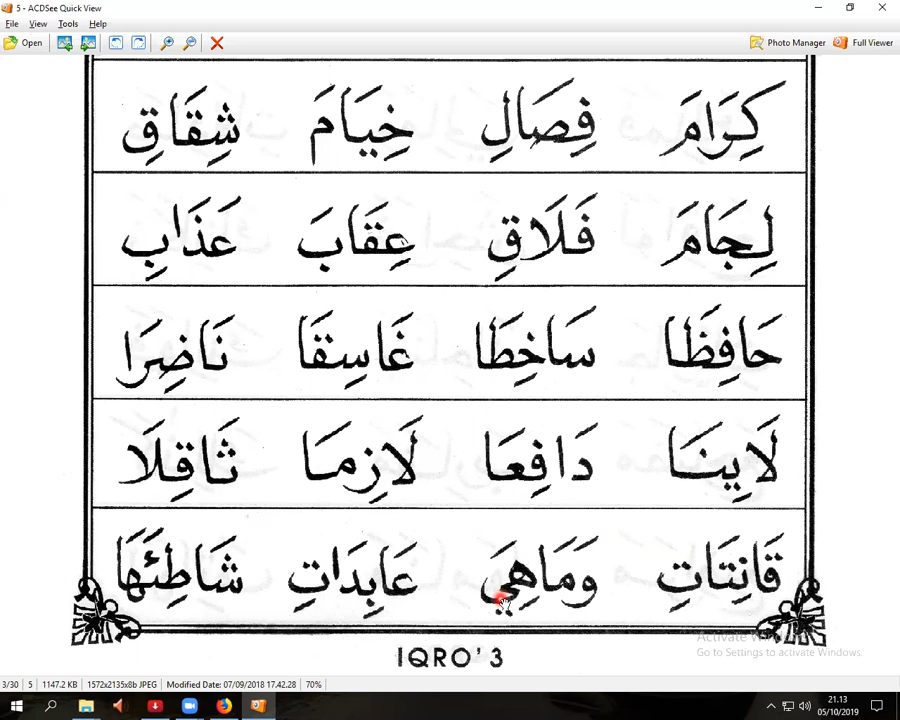 5 - ACDSee Quick View
File View Tools Help
Open Photo Manager Full Viewer
كِرَامَ فِصَالِ خِيَامَ شِقَاقِ
لِجَامَ فَلَاقِ عِقَابَ عَذَابِ
حَافِظَا سَاخِطَا غَاسِقَا نَاضِرَا
لَايِنَا دَافِعَا لَازِمَا ثَاقِلَا
قَانِتَاتِ وَمَاهِيَ عَابِدَاتِ شَاطِئَهَا
IQRO' 3
Activate Windows
Go to Settings to activate Windows.
3/30 5 1147.2 KB 1572x2135x8b JPEG Modified Date: 07/09/2018 17.42.28 70%
21.13
05/10/2019